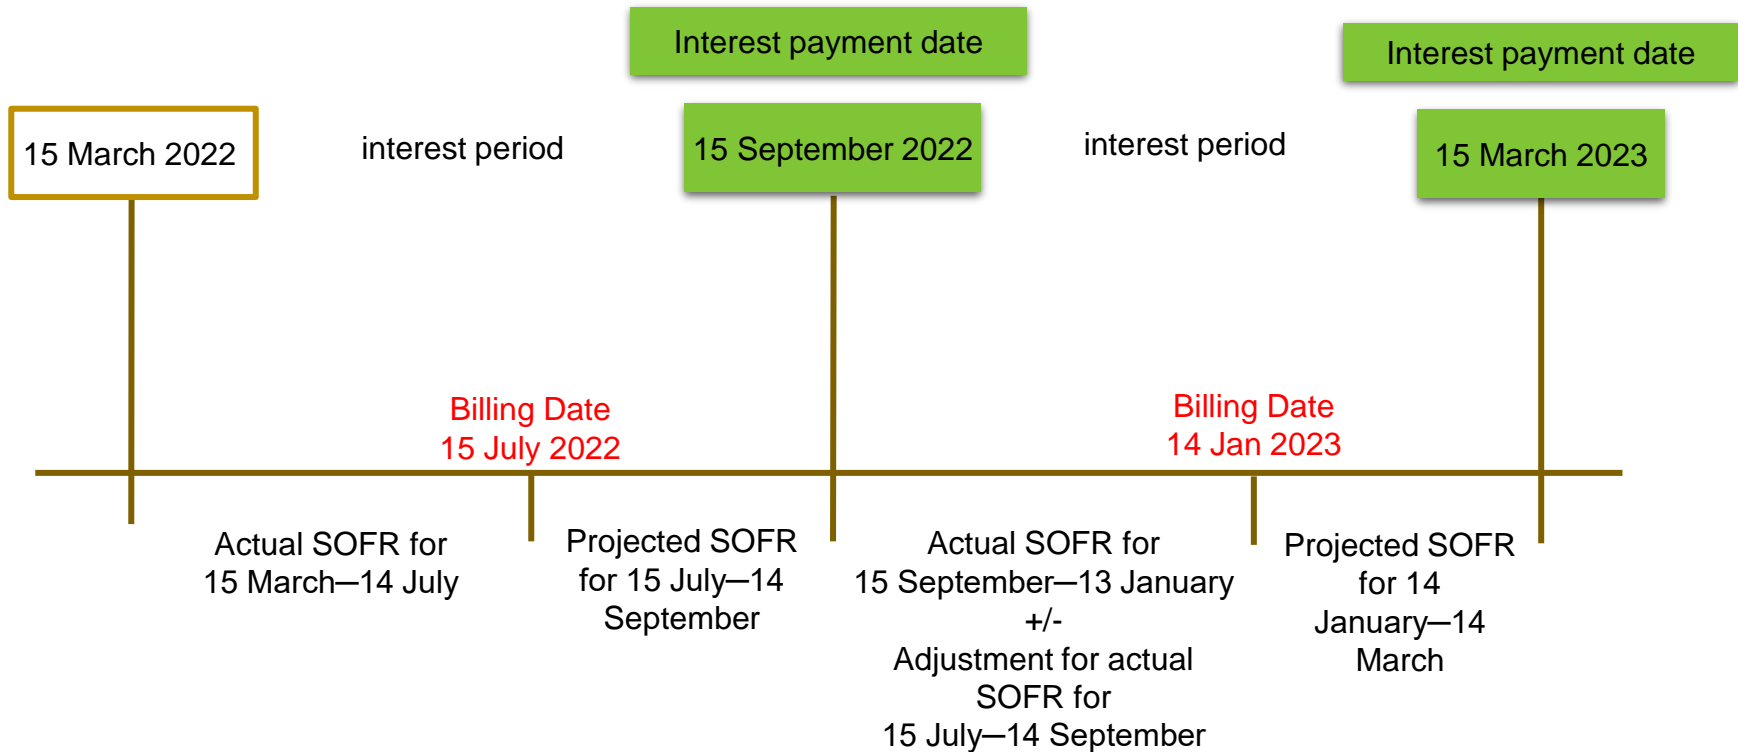 Interest payment date
Interest payment date
15 March 2022
interest period
15 September 2022
interest period
15 March 2023
Billing Date
15 July 2022
Billing Date
14 Jan 2023
Actual SOFR for
15 March—14 July
Projected SOFR
for 15 July—14
September
Actual SOFR for
15 September—13 January
+/-
Adjustment for actual
SOFR for
15 July—14 September
Projected SOFR
for 14
January—14
March